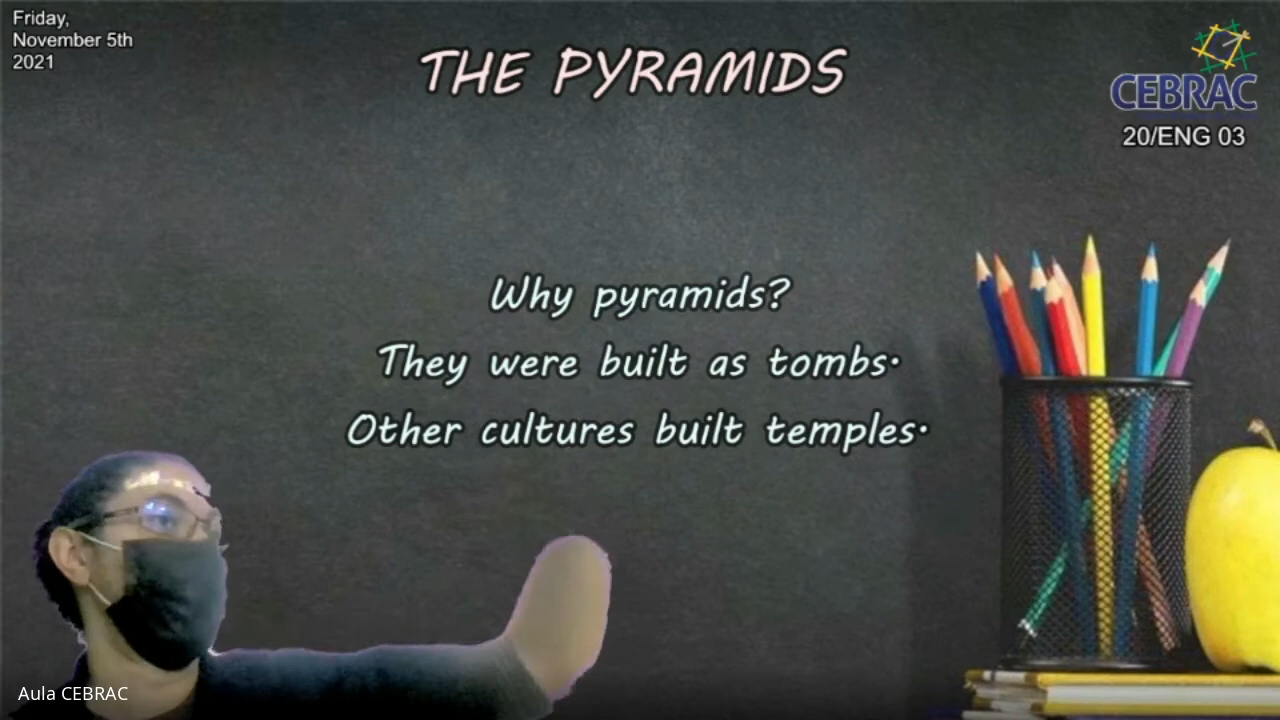 Friday,
November 5th
2021
THE PYRAMIDS
CEBRAC
20/ENG 03
Why pyramids?
They were built as tombs.
Other cultures built temples.
Aula CEBRAC